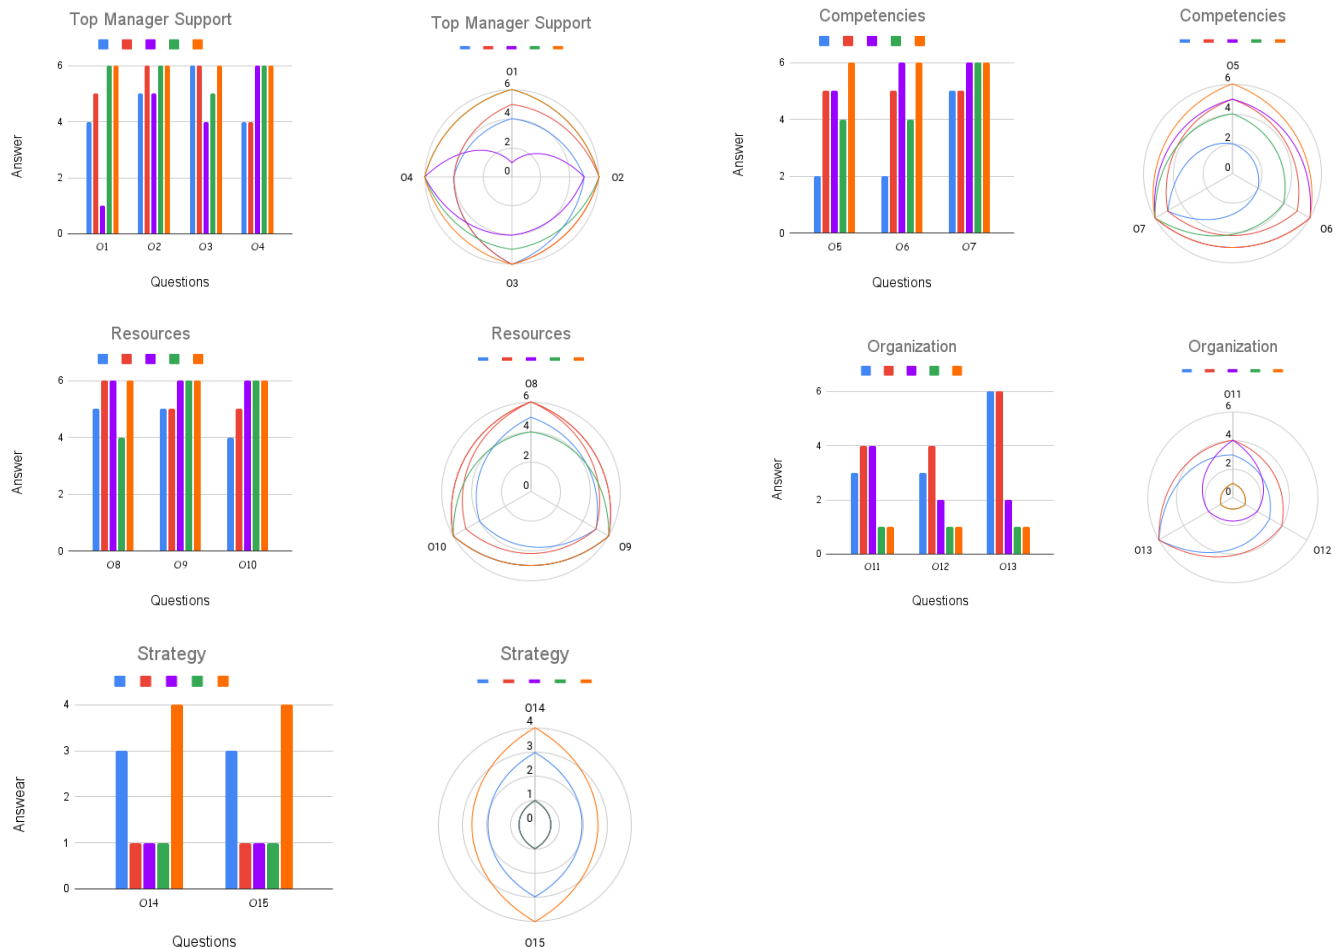 Top Manager Support
6
4
2
0
Answer
O1
O2
O3
O4
Questions
Top Manager Support
O1
6
4
2
0
O4
O2
O3
Competencies
6
4
2
0
Answer
O5
O6
O7
Questions
Competencies
O5
6
4
2
0
O7
O6
Resources
6
4
2
0
Answer
O8
O9
O10
Questions
Resources
O8
6
4
2
0
O10
O9
Organization
6
4
2
0
Answer
O11
O12
O13
Questions
Organization
O11
6
4
2
0
O13
O12
Strategy
4
3
2
1
0
Answear
O14
O15
Questions
Strategy
O14
4
3
2
1
0
O15